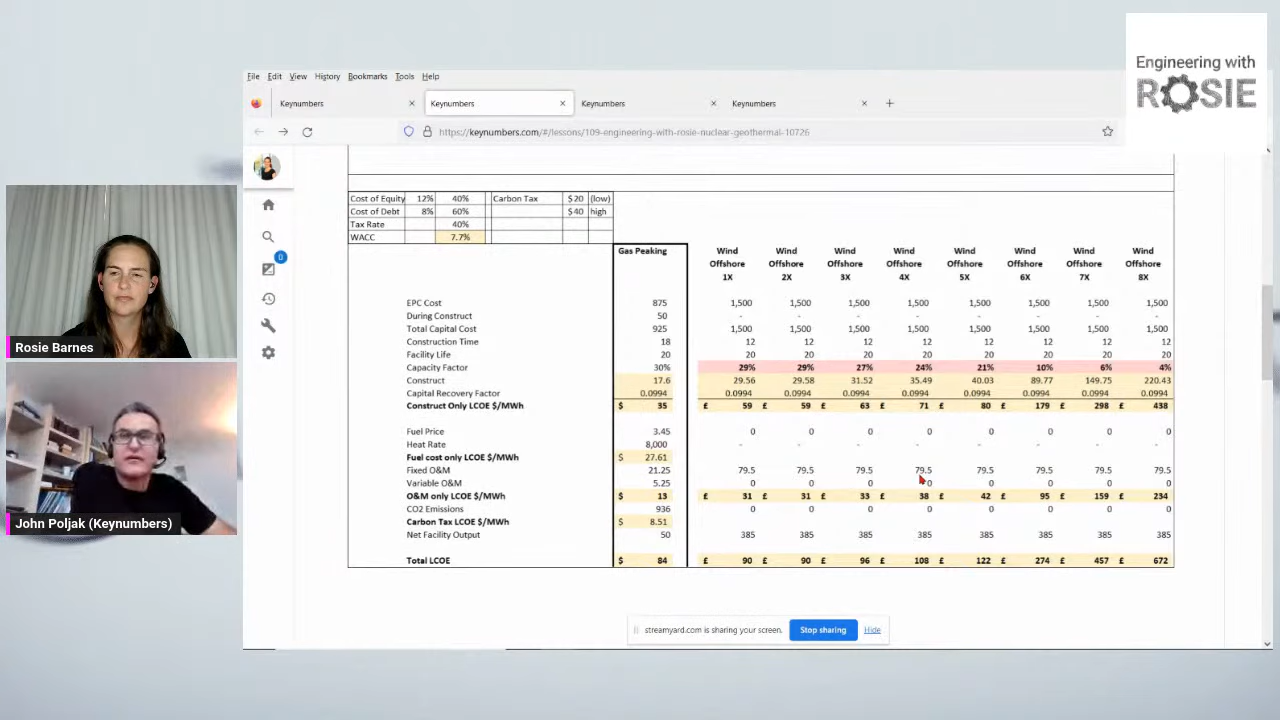 Engineering with
ROSIE
File Edit View History Bookmarks Tools Help
Keynumbers × Keynumbers × Keynumbers × Keynumbers × +
https://keynumbers.com/#/lessons/109-engineering-with-rosie-nuclear-geothermal-10726
0
Cost of Equity 12% 40% Carbon Tax $20 (low)
Cost of Debt 8% 60% $40 high
Tax Rate 40%
WACC 7.7%
Gas Peaking Wind Wind Wind Wind Wind Wind Wind Wind
Offshore Offshore Offshore Offshore Offshore Offshore Offshore Offshore
1X 2X 3X 4X 5X 6X 7X 8X
EPC Cost 875 1,500 1,500 1,500 1,500 1,500 1,500 1,500 1,500
During Construct 50 - - - - - - - -
Total Capital Cost 925 1,500 1,500 1,500 1,500 1,500 1,500 1,500 1,500
Construction Time 18 12 12 12 12 12 12 12 12
Facility Life 20 20 20 20 20 20 20 20 20
Capacity Factor 30% 29% 29% 27% 24% 21% 10% 6% 4%
Construct 17.6 29.56 29.58 31.52 35.49 40.03 89.77 149.75 220.43
Capital Recovery Factor 0.0994 0.0994 0.0994 0.0994 0.0994 0.0994 0.0994 0.0994 0.0994
Construct Only LCOE $/MWh $ 35 £ 59 £ 59 £ 63 £ 71 £ 80 £ 179 £ 298 £ 438
Fuel Price 3.45 0 0 0 0 0 0 0 0
Heat Rate 8,000 - - - - - - - -
Fuel cost only LCOE $/MWh $ 27.61
Fixed O&M 21.25 79.5 79.5 79.5 79.5 79.5 79.5 79.5 79.5
Variable O&M 5.25 0 0 0 0 0 0 0 0
O&M only LCOE $/MWh $ 13 £ 31 £ 31 £ 33 £ 38 £ 42 £ 95 £ 159 £ 234
CO2 Emissions 936 0 0 0 0 0 0 0 0
Carbon Tax LCOE $/MWh $ 8.51
Net Facility Output 50 385 385 385 385 385 385 385 385
Total LCOE $ 84 £ 90 £ 90 £ 96 £ 108 £ 122 £ 274 £ 457 £ 672
streamyard.com is sharing your screen. Stop sharing Hide
Rosie Barnes
John Poljak (Keynumbers)